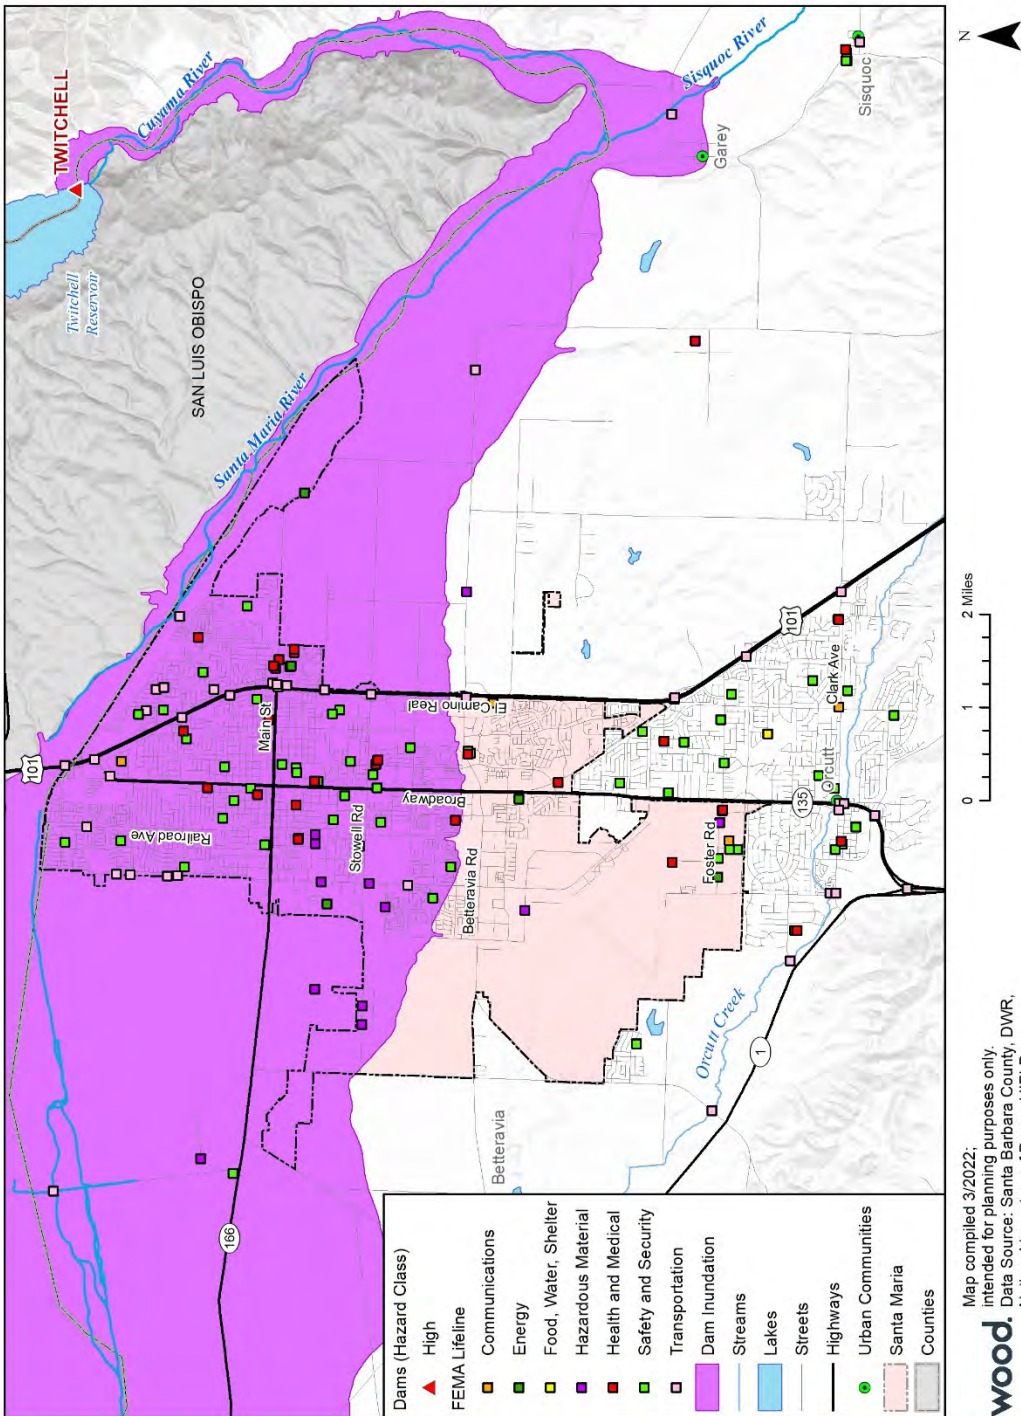 N
TWITCHELL
Cuyama River
Sisquoc River
Sisquoc
Garey
Twitchell
Reservoir
SAN LUIS OBISPO
Santa Maria River
101
Main St
El Camino Real
Railroad Ave
Broadway
Stowell Rd
Betteravia Rd
Foster Rd
Clark Ave
101
135
Orcutt
Orcutt Creek
1
Betteravia
166
0
1
2 Miles
Dams (Hazard Class)
High
FEMA Lifeline
Communications
Energy
Food, Water, Shelter
Hazardous Material
Health and Medical
Safety and Security
Transportation
Dam Inundation
Streams
Lakes
Streets
Highways
Urban Communities
Santa Maria
Counties
wood.
Map compiled 3/2022;
intended for planning purposes only.
Data Source: Santa Barbara County, DWR,